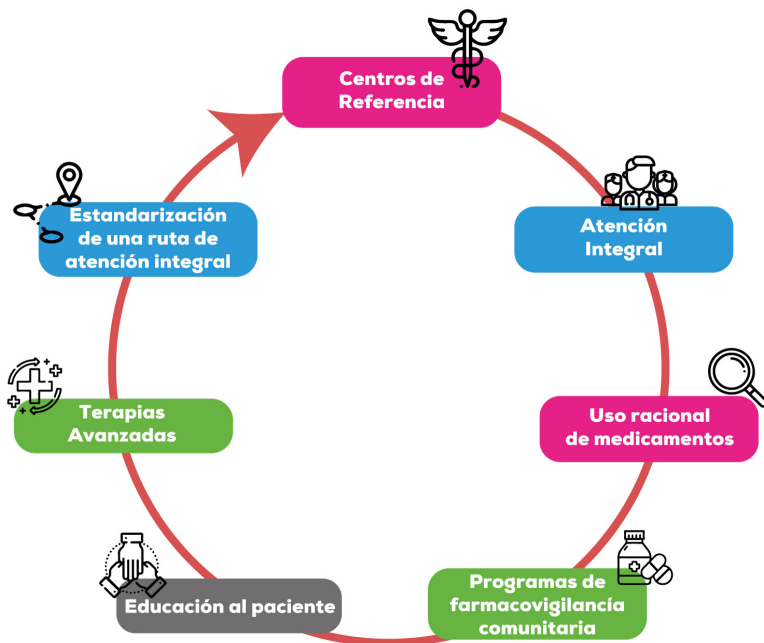 Centros de
Referencia
Atención
Integral
Uso racional
de medicamentos
Programas de
farmacovigilancía
comunitaria
Educación al paciente
Terapias
Avanzadas
Estandarización
de una ruta de
atención integral